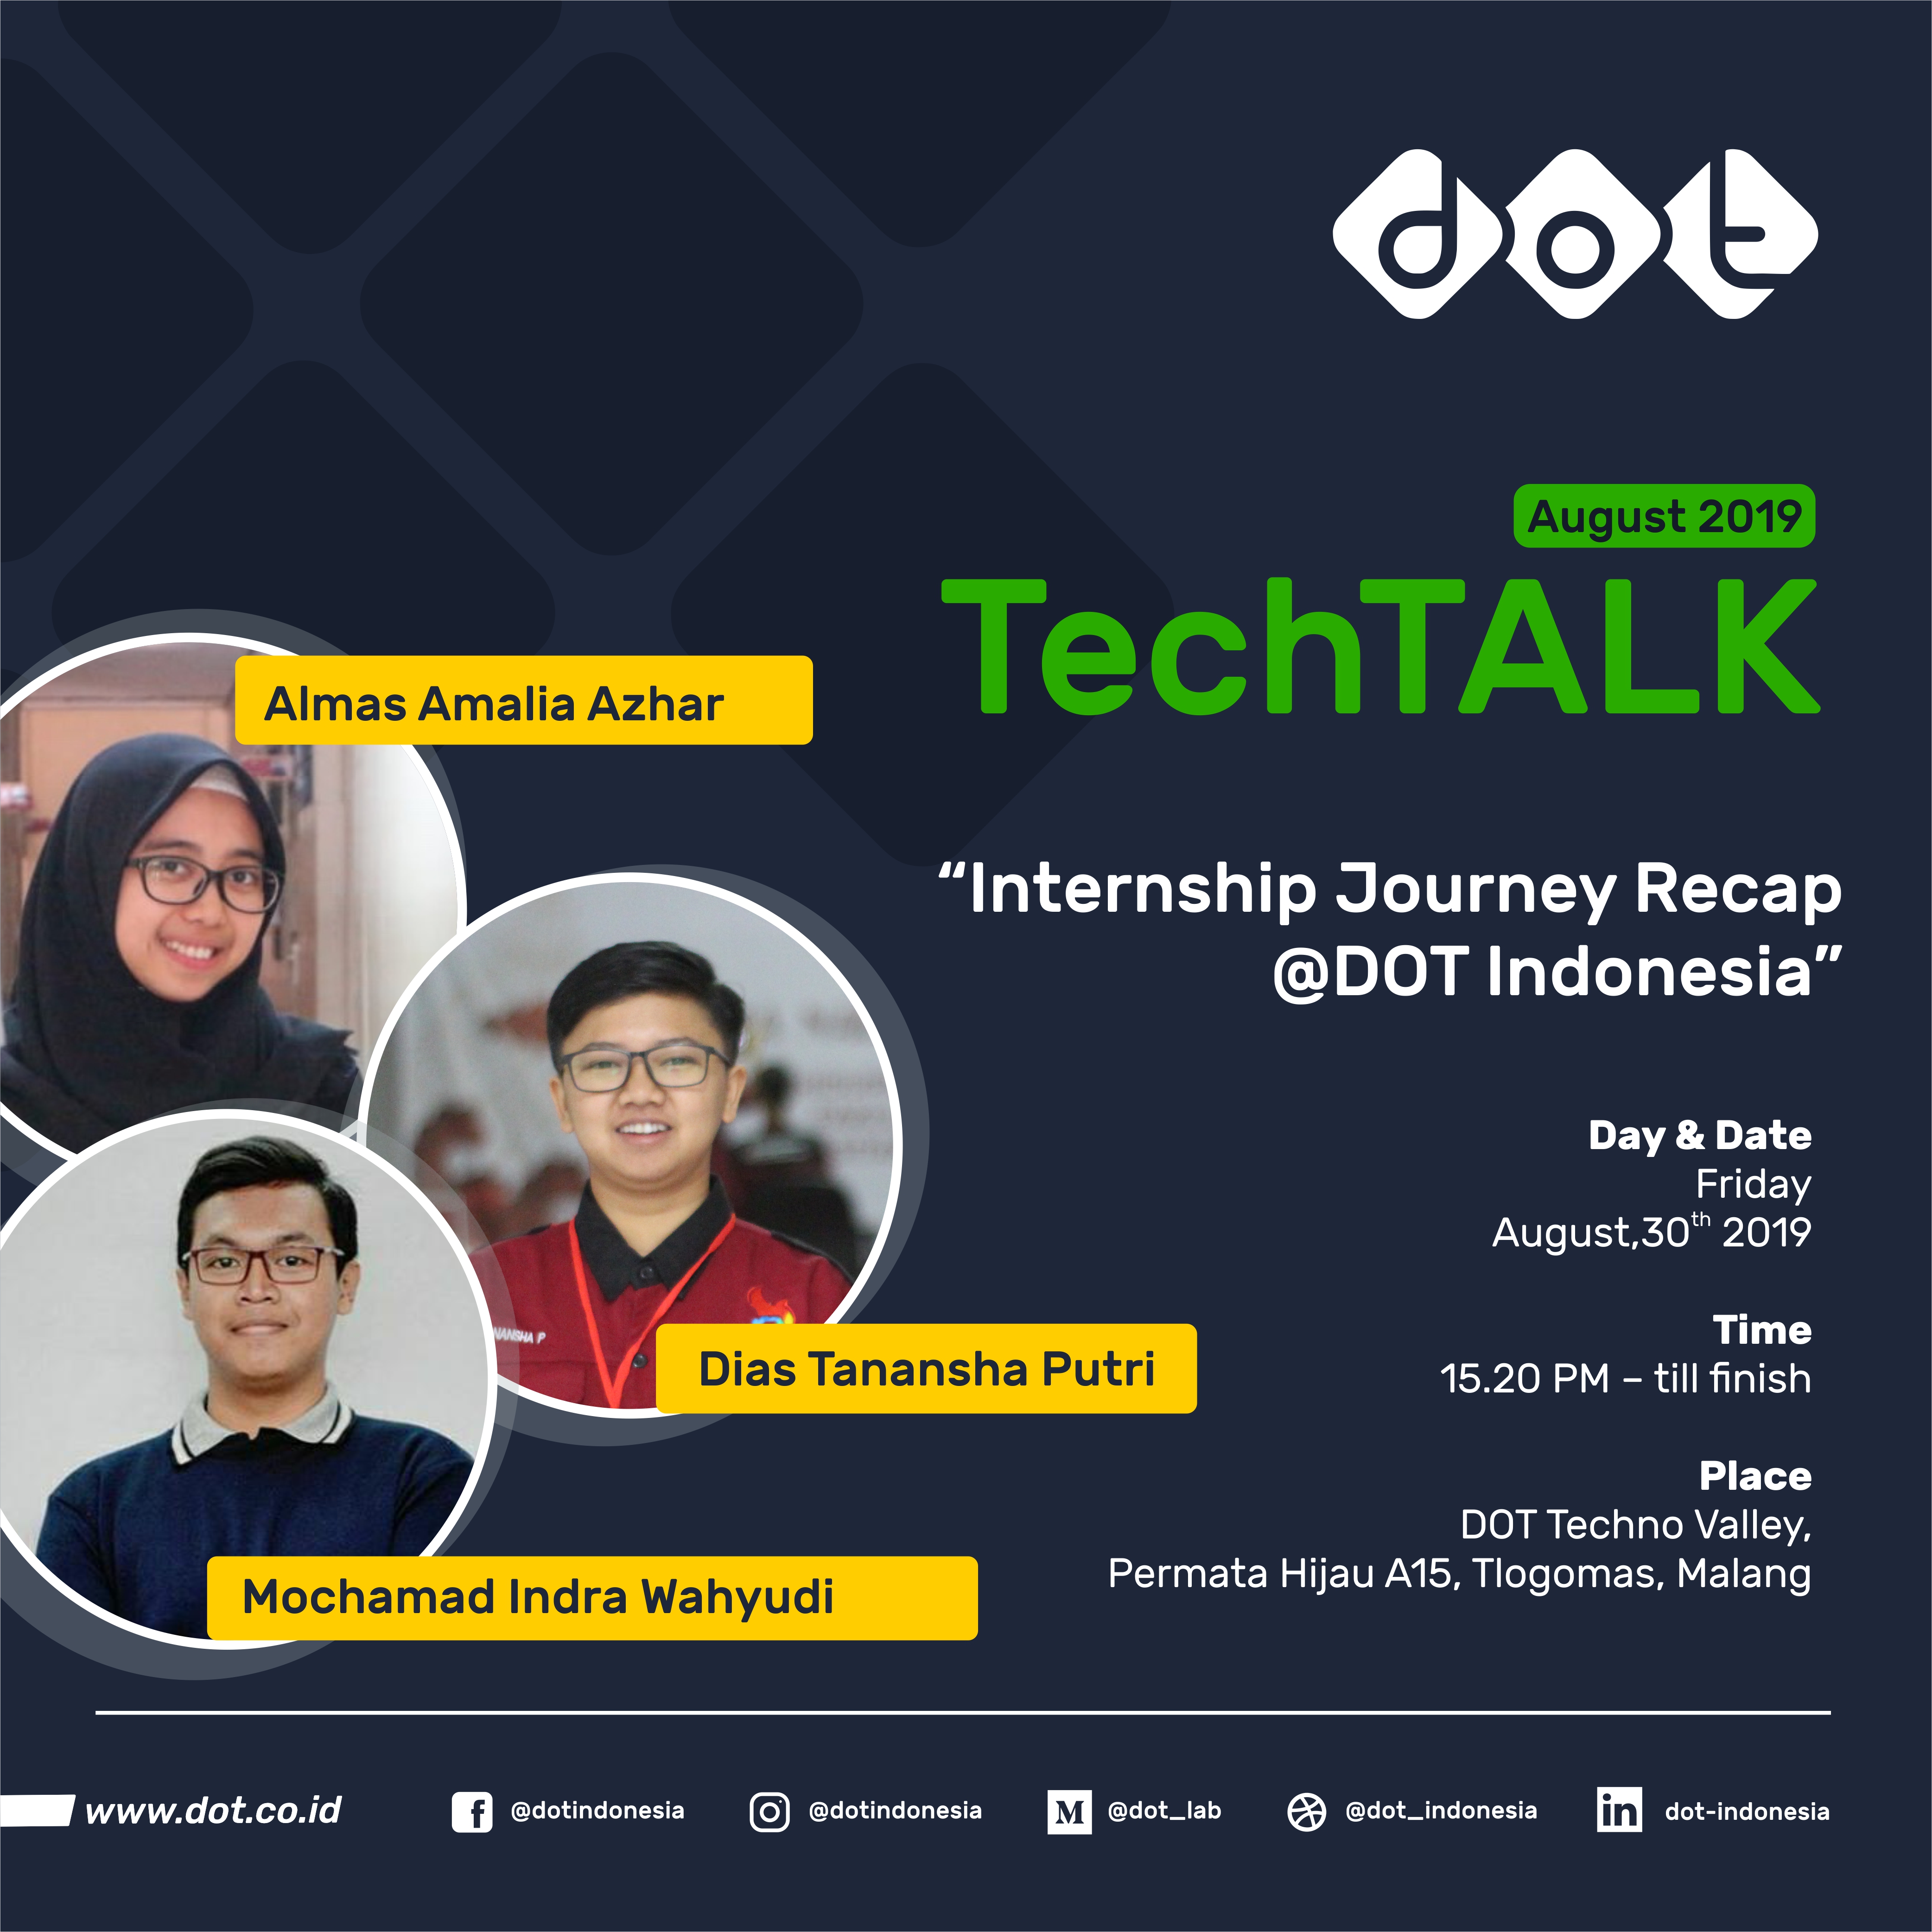 dot
August 2019
TechTALK
“Internship Journey Recap
@DOT Indonesia”
Almas Amalia Azhar
Dias Tanansha Putri
NANSHA P
Mochamad Indra Wahyudi
Day & Date
Friday
August,30th 2019
Time
15.20 PM – till finish
Place
DOT Techno Valley,
Permata Hijau A15, Tlogomas, Malang
www.dot.co.id
@dotindonesia
@dotindonesia
@dot_lab
@dot_indonesia
dot-indonesia